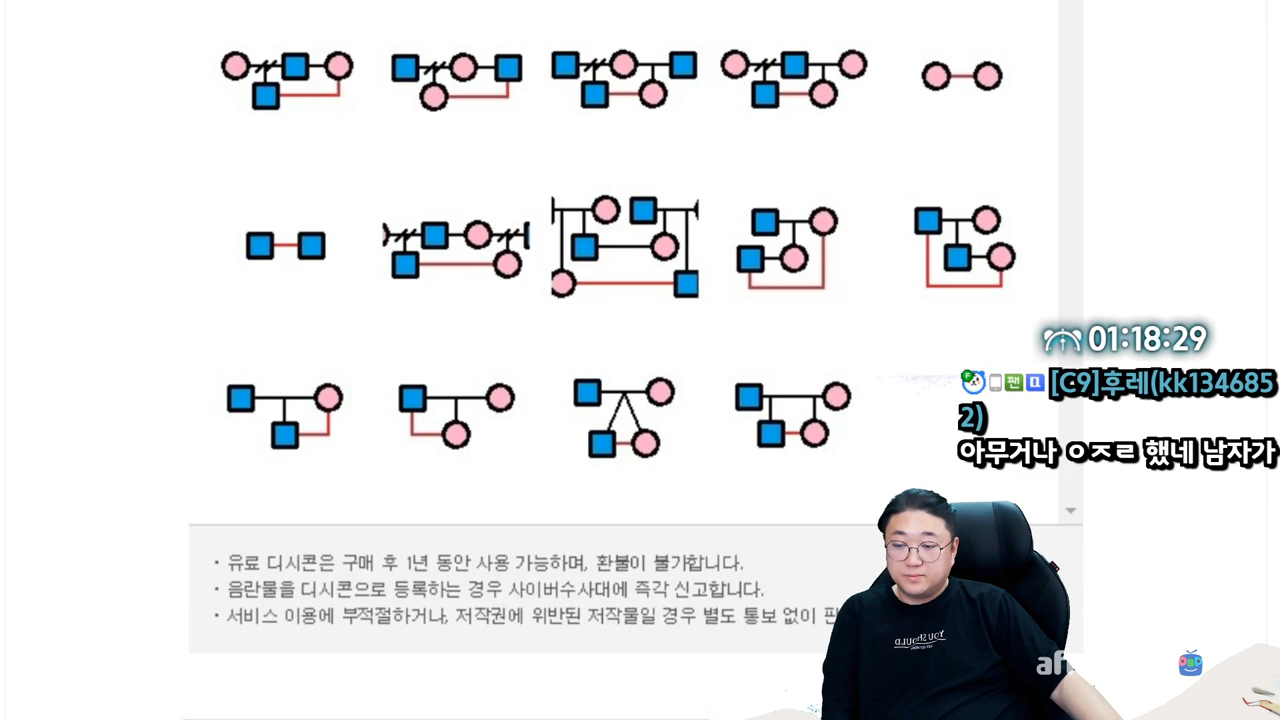 01:18:29
F 팬 [C9]후레(kk134685
2)
아무거나 ㅇㅈㄹ 했네 남자가
· 유료 디시콘은 구매 후 1년 동안 사용 가능하며, 환불이 불가합니다.
· 음란물을 디시콘으로 등록하는 경우 사이버수사대에 즉각 신고합니다.
· 서비스 이용에 부적절하거나, 저작권에 위반된 저작물일 경우 별도 통보 없이
YOU SHOULD
af